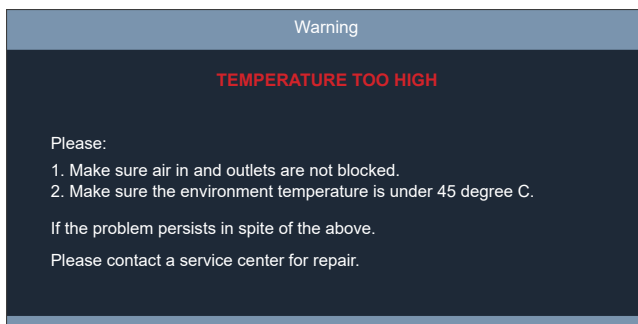 Warning
TEMPERATURE TOO HIGH
Please:
1. Make sure air in and outlets are not blocked.
2. Make sure the environment temperature is under 45 degree C.
If the problem persists in spite of the above.
Please contact a service center for repair.